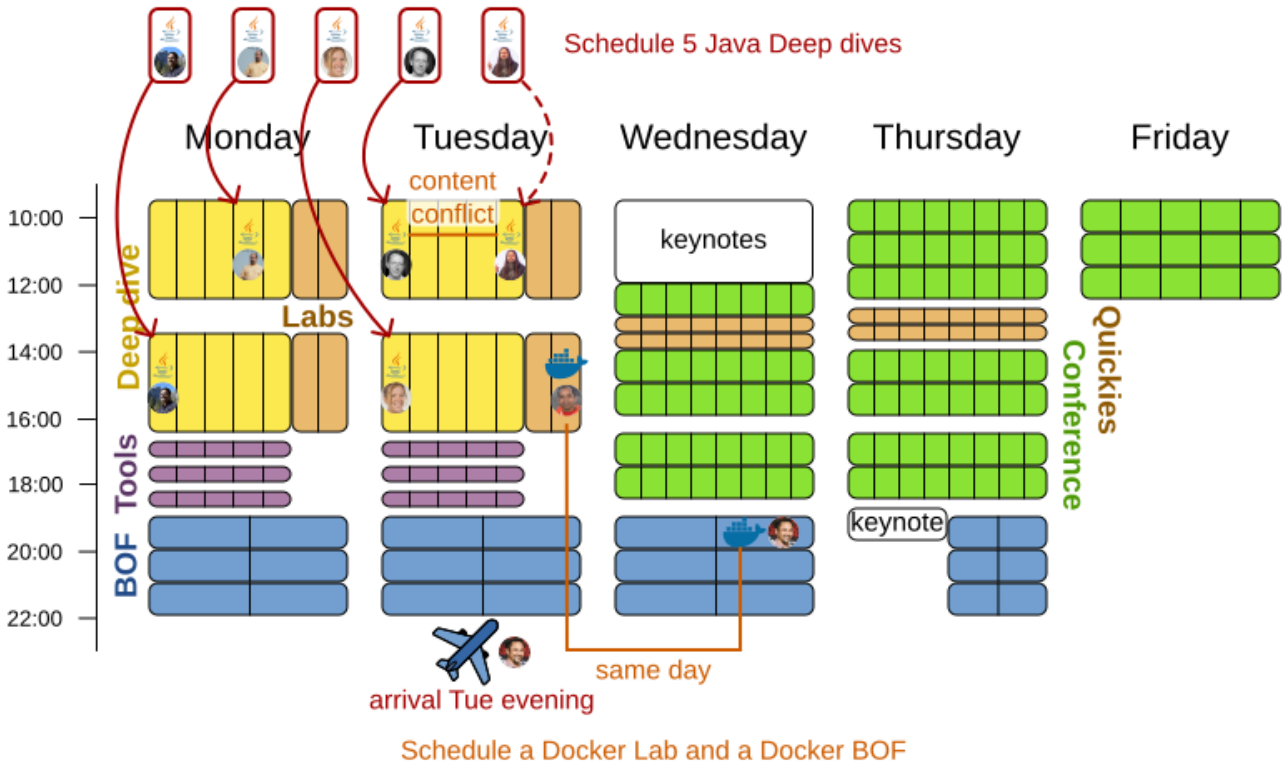 Schedule 5 Java Deep dives
Monday
Tuesday
Wednesday
Thursday
Friday
content
conflict
10:00
12:00
14:00
16:00
18:00
20:00
22:00
keynotes
Deep dive
Labs
Tools
BOF
Quickies
Conference
keynote
same day
arrival Tue evening
Schedule a Docker Lab and a Docker BOF